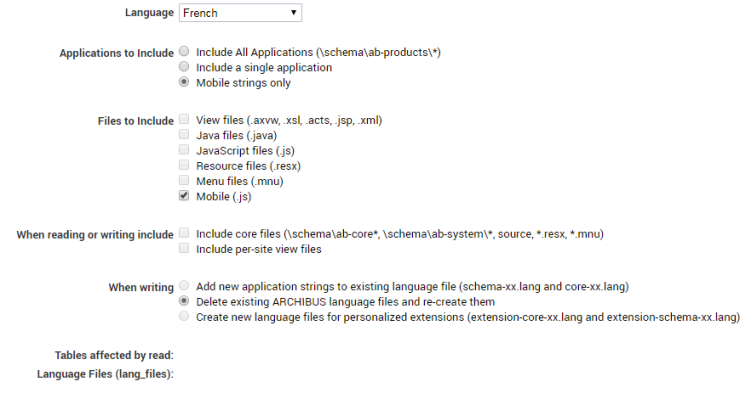 Language French
Applications to Include Include All Applications (\schema\ab-products\*)
Include a single application
Mobile strings only
Files to Include View files (.axvw, .xsl, .acts, .jsp, .xml)
Java files (.java)
JavaScript files (.js)
Resource files (.resx)
Menu files (.mnu)
Mobile (.js)
When reading or writing include Include core files (\schema\ab-core*, \schema\ab-system\*, source, *.resx, *.mnu)
Include per-site view files
When writing Add new application strings to existing language file (schema-xx.lang and core-xx.lang)
Delete existing ARCHIBUS language files and re-create them
Create new language files for personalized extensions (extension-core-xx.lang and extension-schema-xx.lang)
Tables affected by read:
Language Files (lang_files):